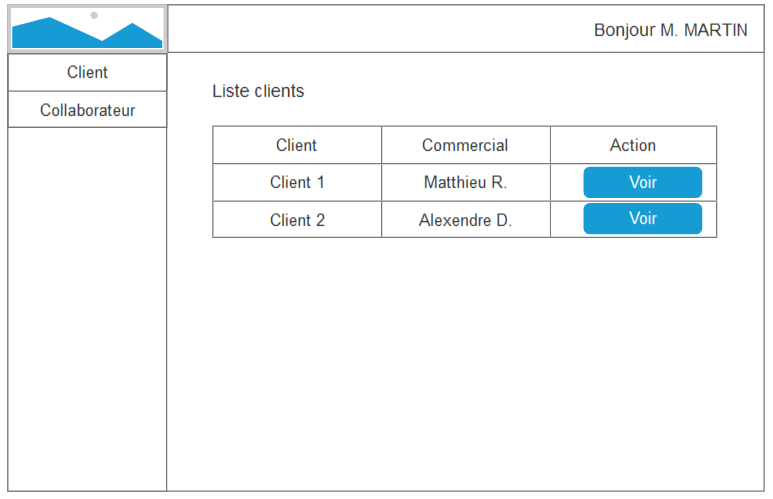 Bonjour M. MARTIN
Client
Collaborateur
Liste clients
Client Commercial Action
Client 1 Matthieu R. Voir
Client 2 Alexendre D. Voir